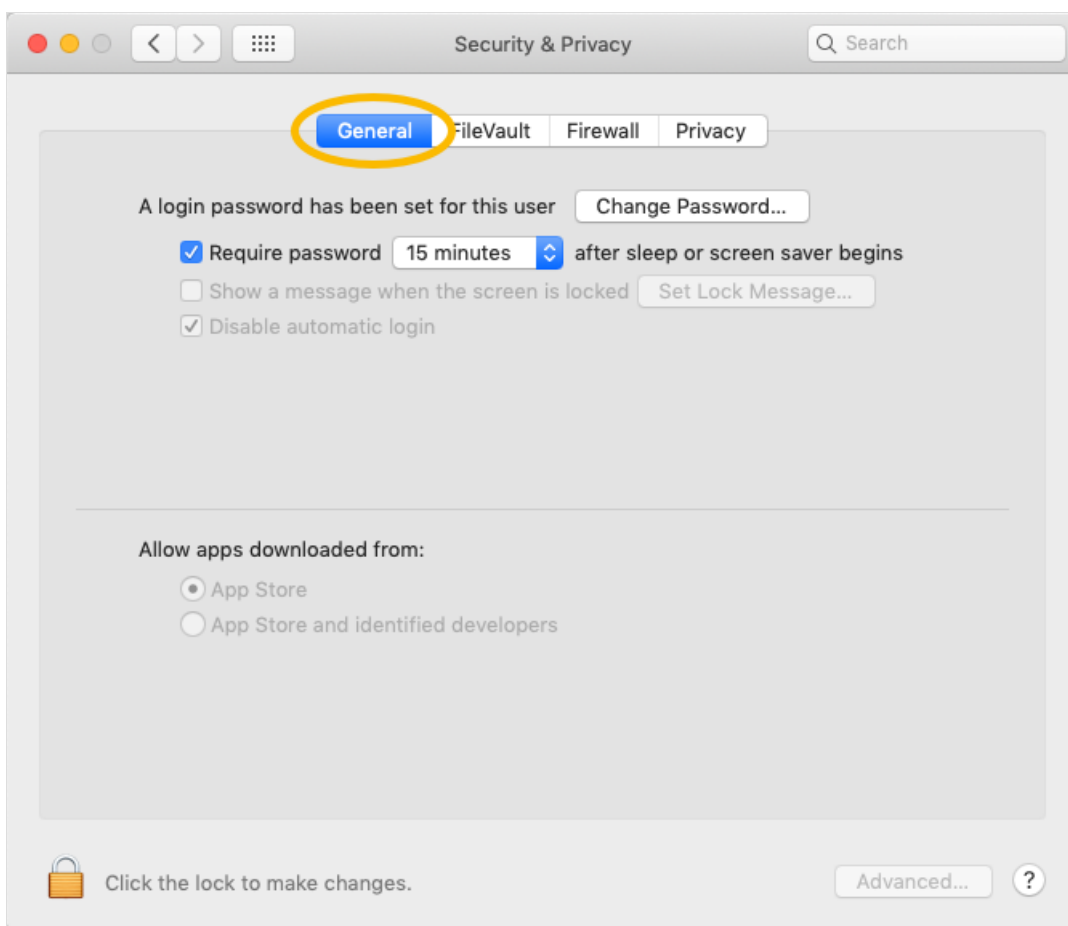 Security & Privacy
Search
General FileVault Firewall Privacy
A login password has been set for this user Change Password...
Require password 15 minutes after sleep or screen saver begins
Show a message when the screen is locked Set Lock Message...
Disable automatic login
Allow apps downloaded from:
App Store
App Store and identified developers
Click the lock to make changes.
Advanced... ?